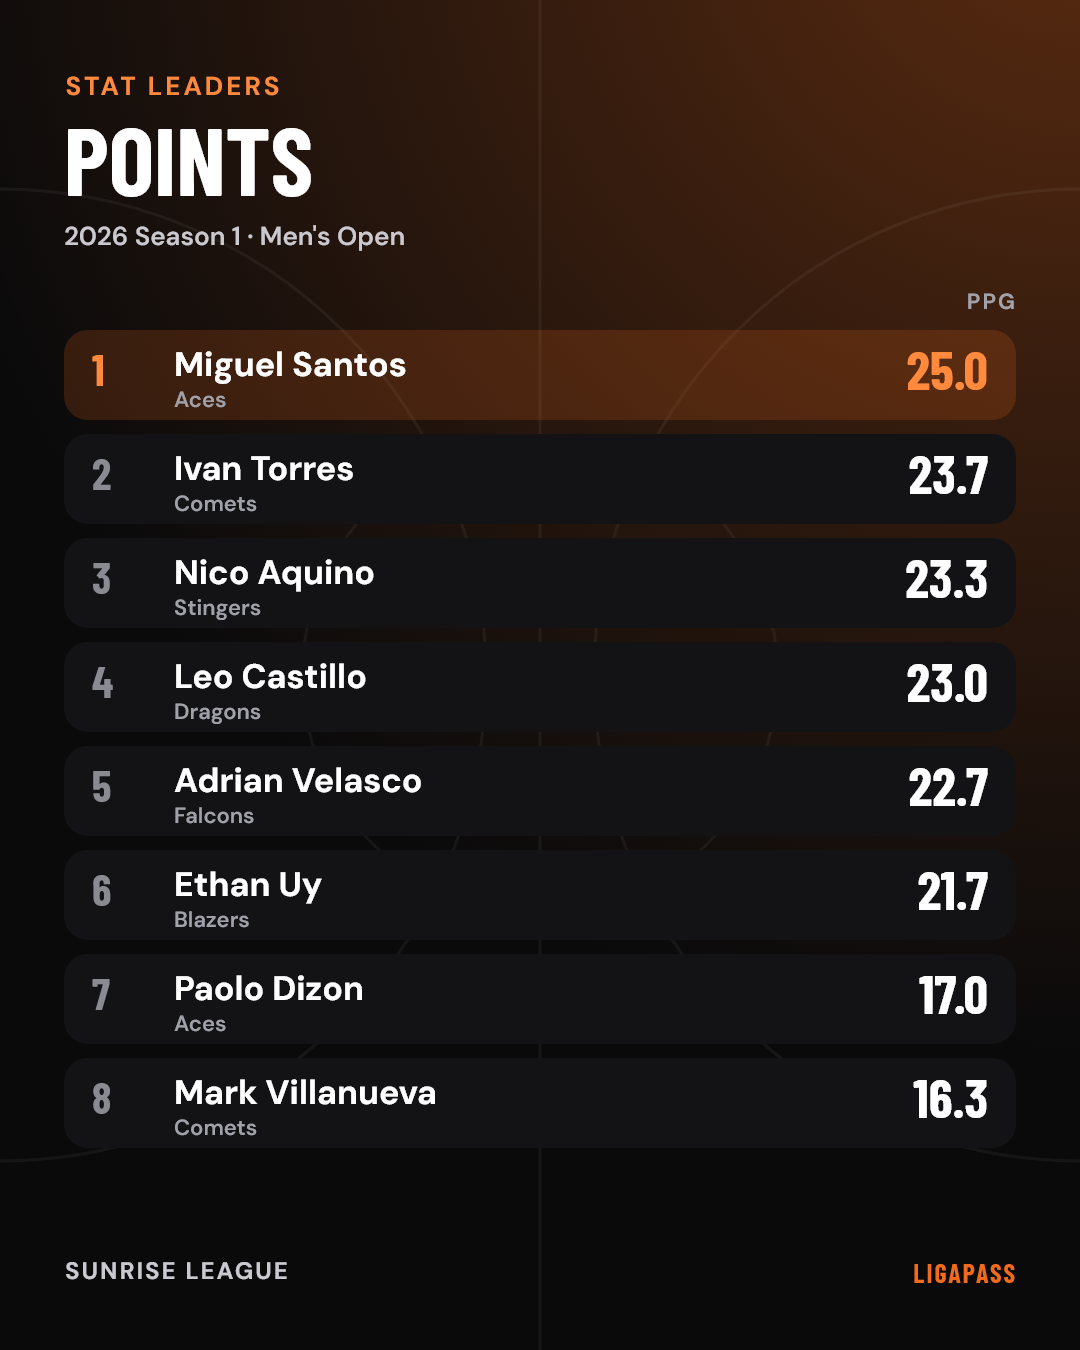 STAT LEADERS
POINTS
2026 Season 1 · Men's Open
PPG
1 Miguel Santos 25.0
Aces
2 Ivan Torres 23.7
Comets
3 Nico Aquino 23.3
Stingers
4 Leo Castillo 23.0
Dragons
5 Adrian Velasco 22.7
Falcons
6 Ethan Uy 21.7
Blazers
7 Paolo Dizon 17.0
Aces
8 Mark Villanueva 16.3
Comets
SUNRISE LEAGUE
LIGAPASS